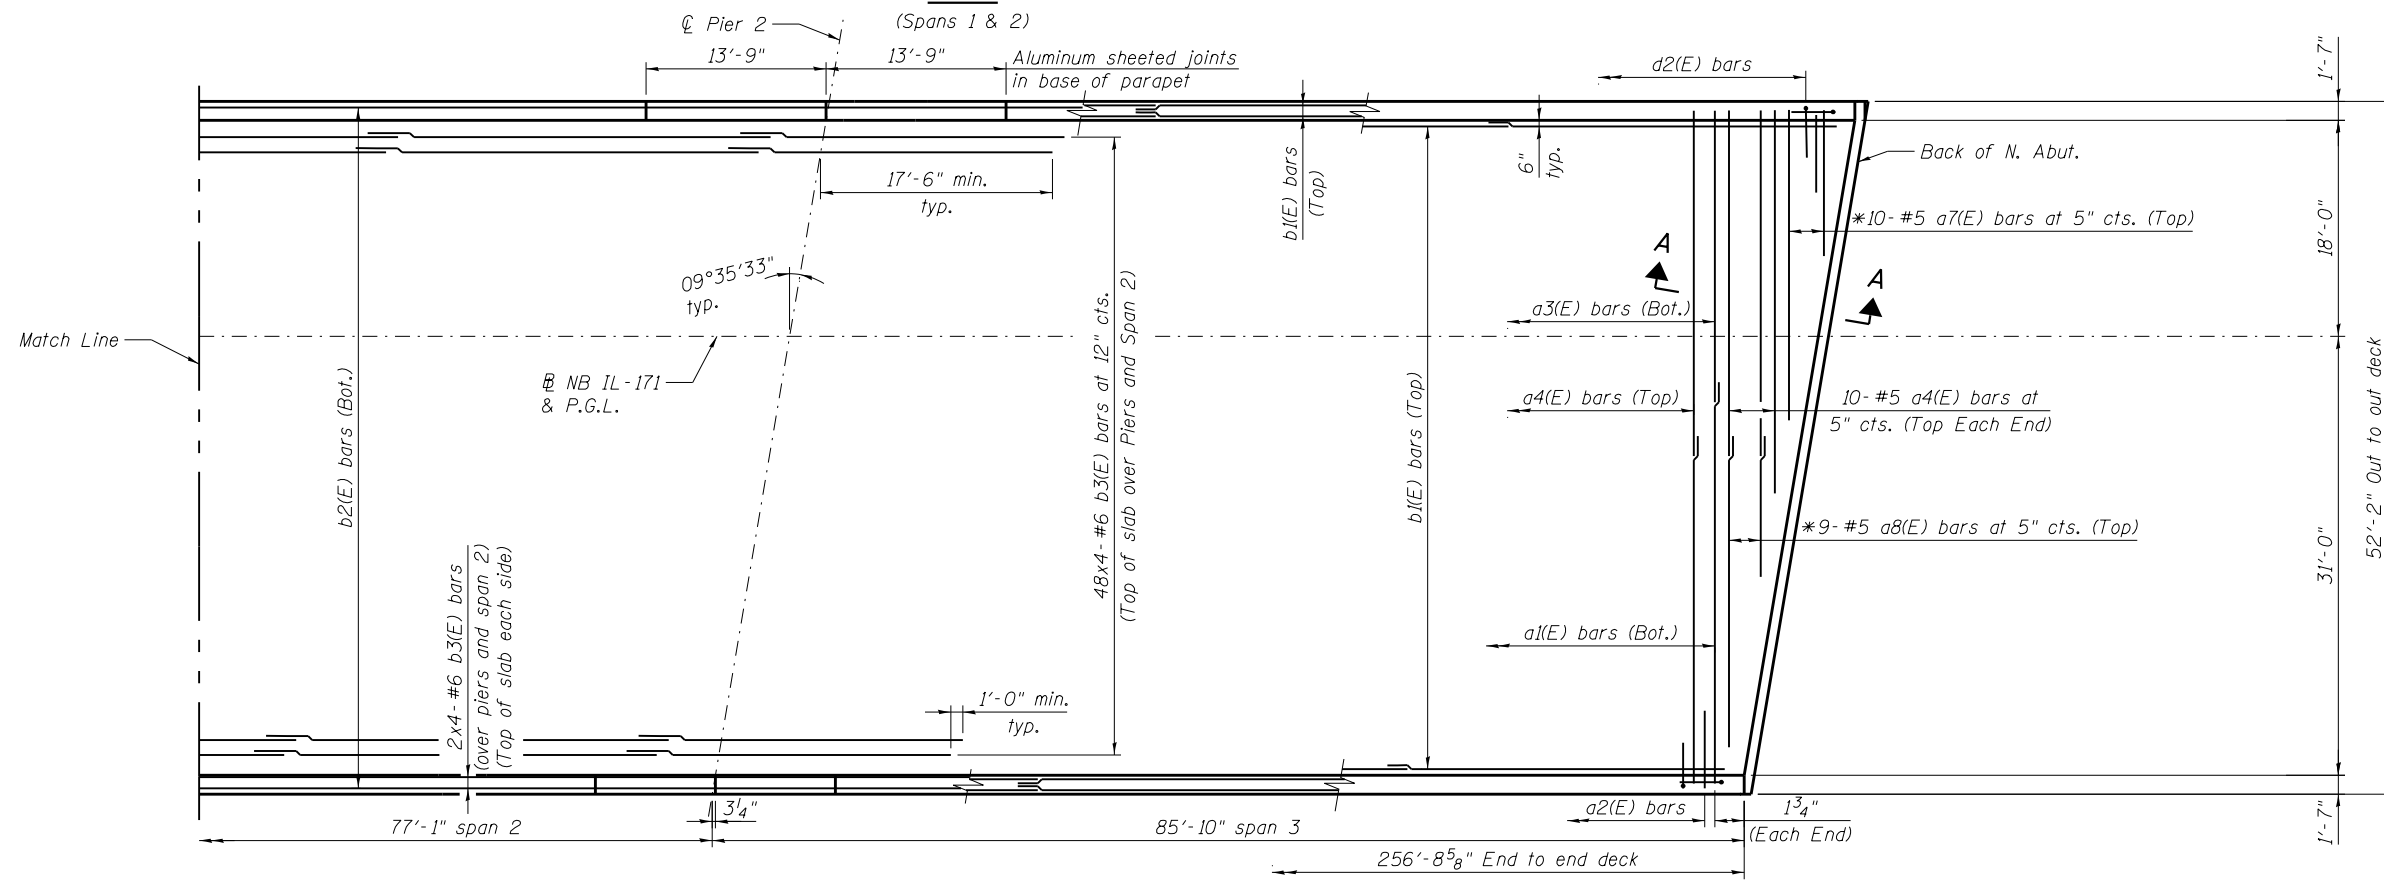 ℄ Pier 2
(Spans 1 & 2)
13'-9"
13'-9"
Aluminum sheeted joints
in base of parapet
d2(E) bars
1'-7"
17'-6" min.
typ.
b1(E) bars
(Top)
6"
typ.
Back of N. Abut.
*10-#5 a7(E) bars at 5" cts. (Top)
18'-0"
09°35'33"
typ.
A
A
a3(E) bars (Bot.)
Match Line
NB IL-171
& P.G.L.
b2(E) bars (Bot.)
48x4-#6 b3(E) bars at 12" cts.
(Top of slab over Piers and Span 2)
b1(E) bars (Top)
a4(E) bars (Top)
10-#5 a4(E) bars at
5" cts. (Top Each End)
52'-2" Out to out deck
*9-#5 a8(E) bars at 5" cts. (Top)
31'-0"
2x4-#6 b3(E) bars
(over piers and span 2)
(Top of slab each side)
a1(E) bars (Bot.)
1'-0" min.
typ.
3¼"
a2(E) bars
1¾"
(Each End)
1'-7"
77'-1" span 2
85'-10" span 3
256'-8⅝" End to end deck